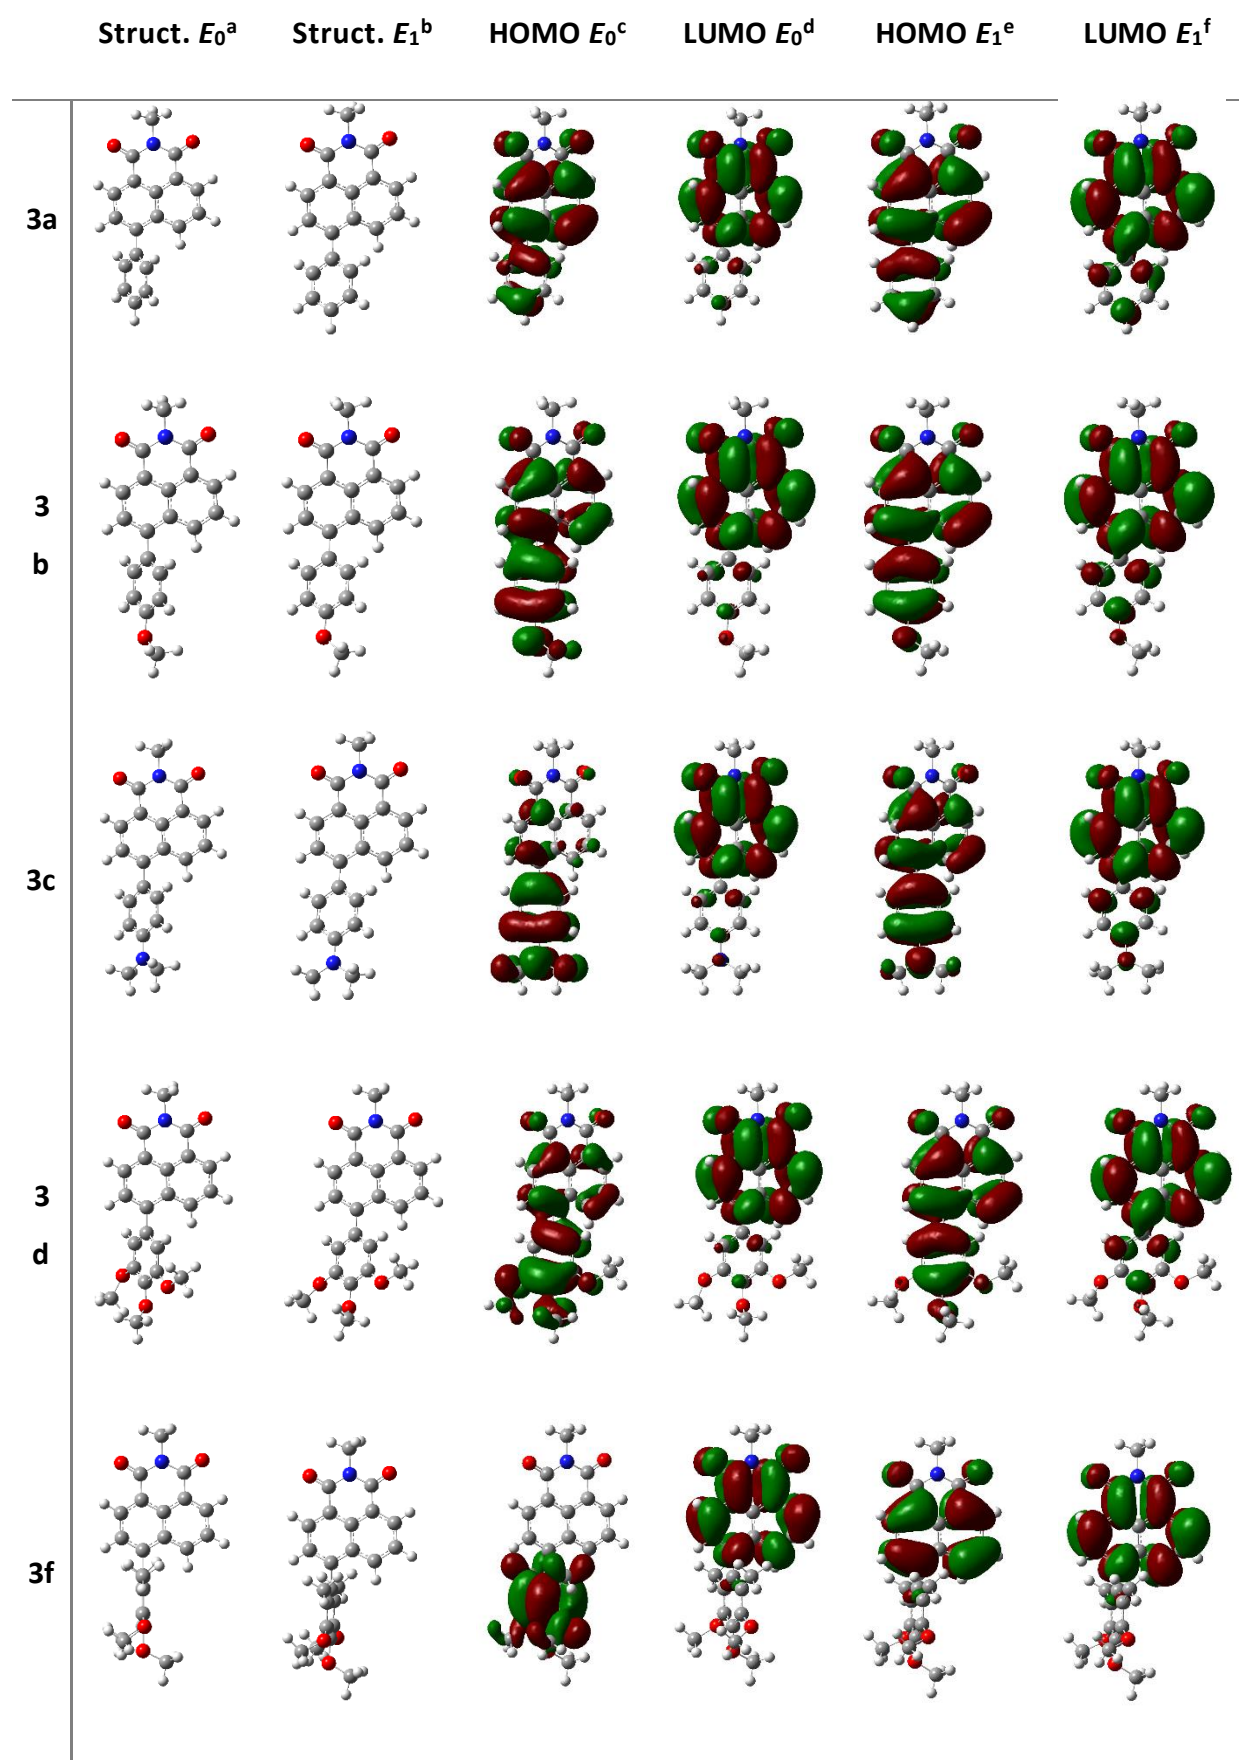 Struct. E0a Struct. E1b HOMO E0c LUMO E0d HOMO E1e LUMO E1f
3a
3
b
3c
3
d
3f